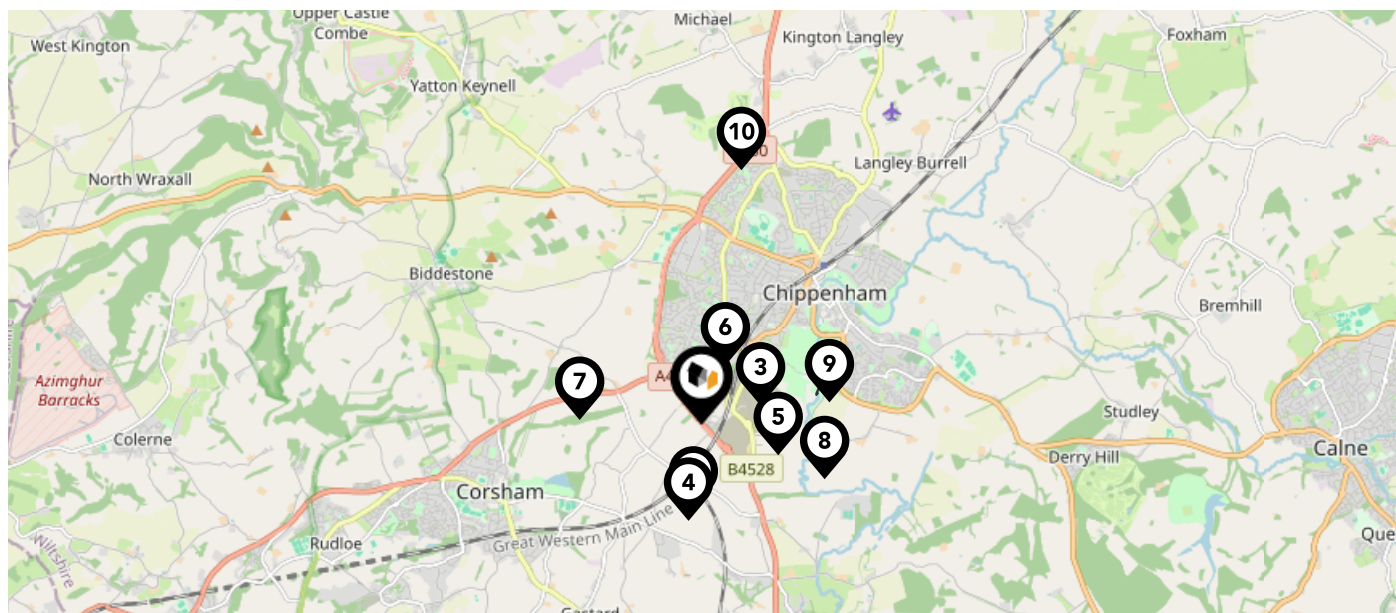 Upper Castle
Combe
Michael
West Kington
Kington Langley
Foxham
Yatton Keynell
10
Langley Burrell
North Wraxall
Biddestone
Chippenham
Bremhill
6
3
9
7
Azimghur
Barracks
5
Studley
Colerne
8
Derry Hill
Calne
B4528
4
Corsham
Great Western Main Line
Rudloe
Wiltshire